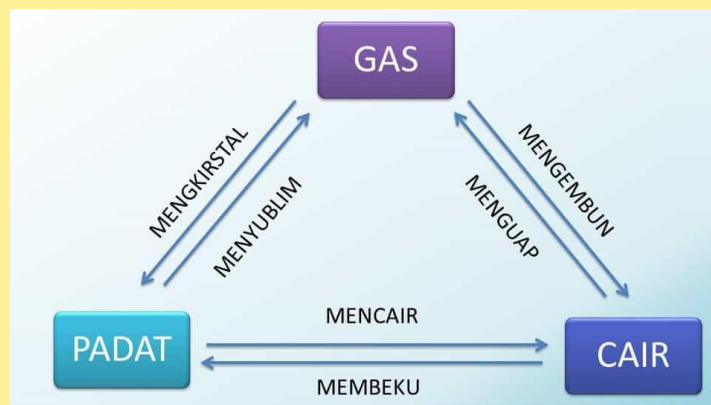 GAS
MENGKIRSTAL
MENYUBLIM
MENGUAP
MENGEMBUN
PADAT
MENCAIR
CAIR
MEMBEKU